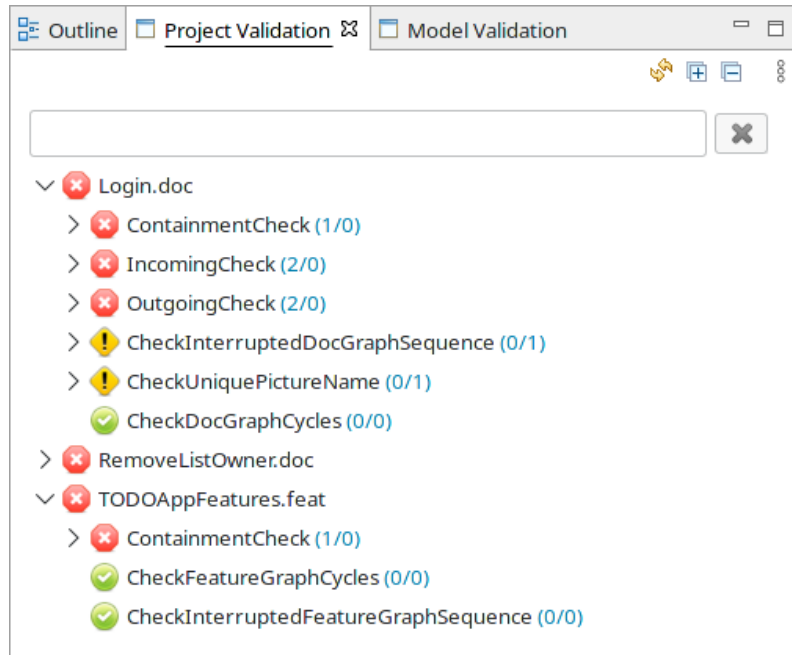 Outline Project Validation Model Validation
Login.doc
ContainmentCheck (1/0)
IncomingCheck (2/0)
OutgoingCheck (2/0)
CheckInterruptedDocGraphSequence (0/1)
CheckUniquePictureName (0/1)
CheckDocGraphCycles (0/0)
RemoveListOwner.doc
TODOAppFeatures.feat
ContainmentCheck (1/0)
CheckFeatureGraphCycles (0/0)
CheckInterruptedFeatureGraphSequence (0/0)